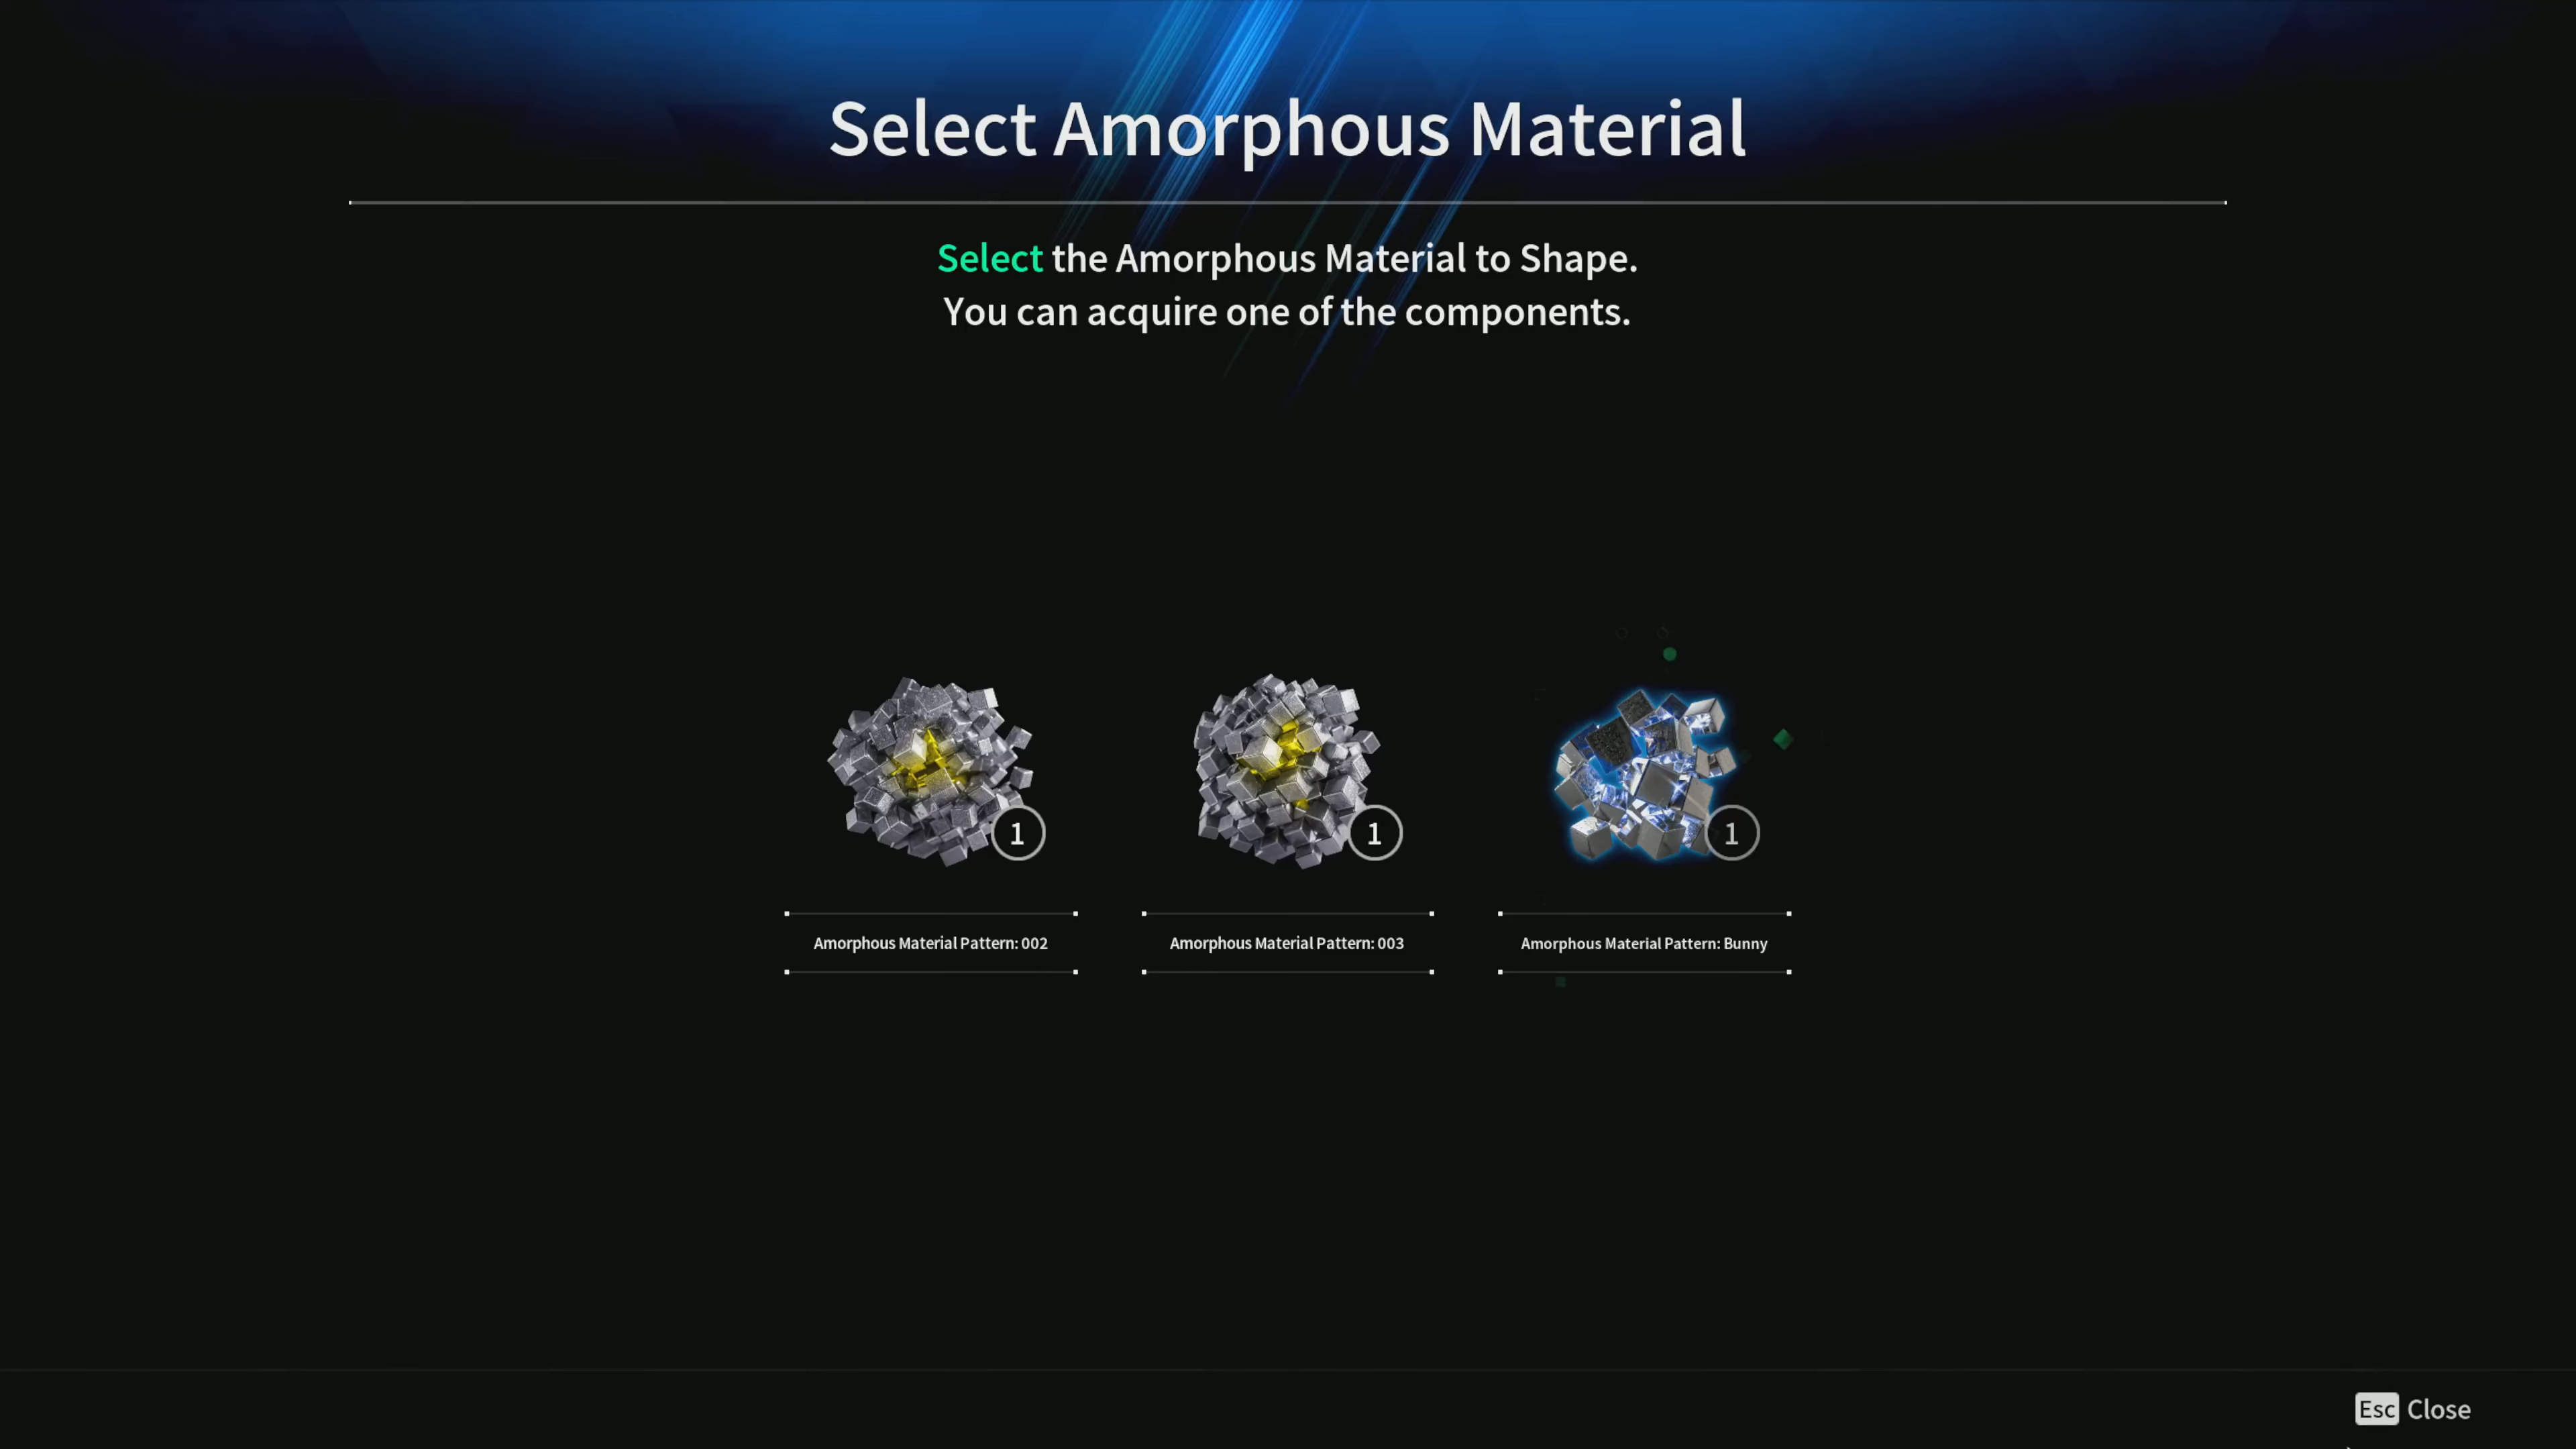 Select Amorphous Material
Select the Amorphous Material to Shape.
You can acquire one of the components.
1
1
1
Amorphous Material Pattern: 002
Amorphous Material Pattern: 003
Amorphous Material Pattern: Bunny
Esc Close